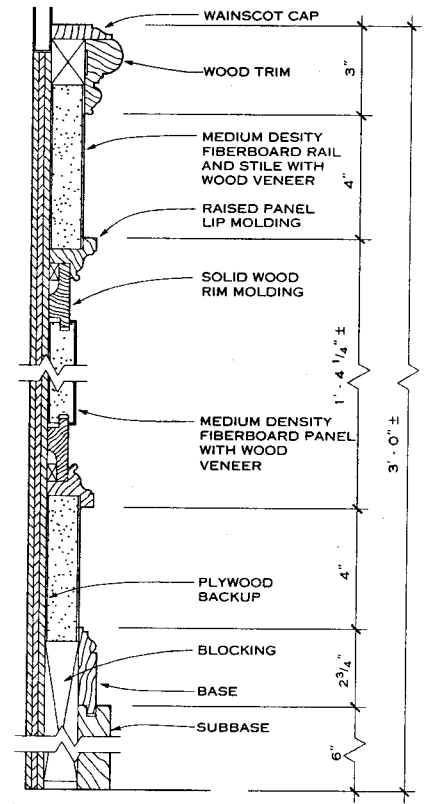 WAINSCOT CAP
WOOD TRIM
3"
MEDIUM DESITY
FIBERBOARD RAIL
AND STILE WITH
WOOD VENEER
4"
RAISED PANEL
LIP MOLDING
SOLID WOOD
RIM MOLDING
1' - 4 1/4" ±
3' - 0" ±
MEDIUM DENSITY
FIBERBOARD PANEL
WITH WOOD
VENEER
4"
PLYWOOD
BACKUP
BLOCKING
2 3/4"
BASE
SUBBASE
6"